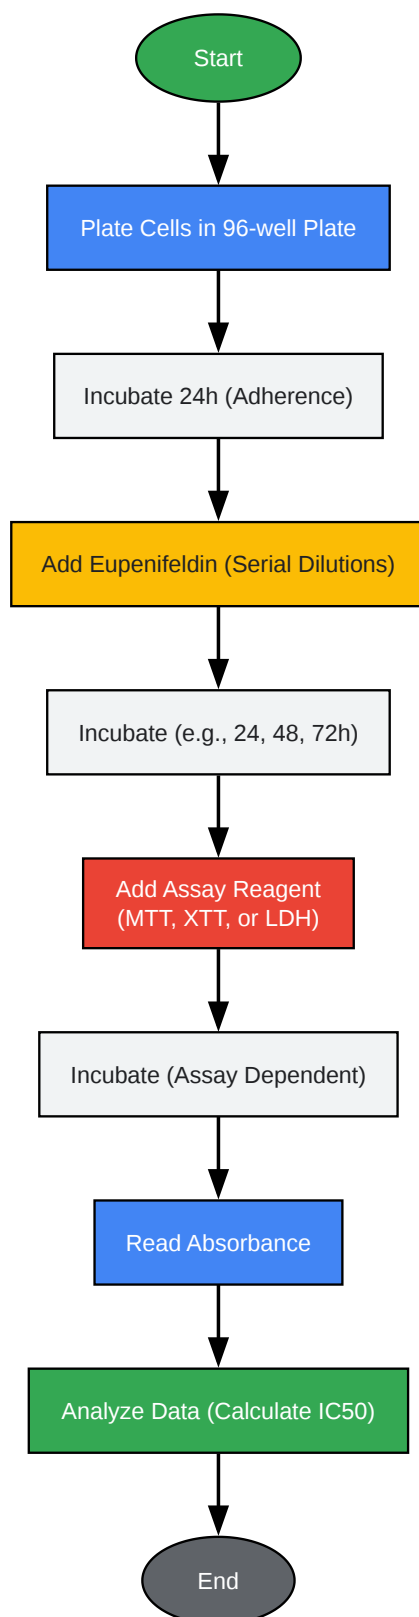 Start
Plate Cells in 96-well Plate
Incubate 24h (Adherence)
Add Eupenifeldin (Serial Dilutions)
Incubate (e.g., 24, 48, 72h)
Add Assay Reagent
(MTT, XTT, or LDH)
Incubate (Assay Dependent)
Read Absorbance
Analyze Data (Calculate IC50)
End